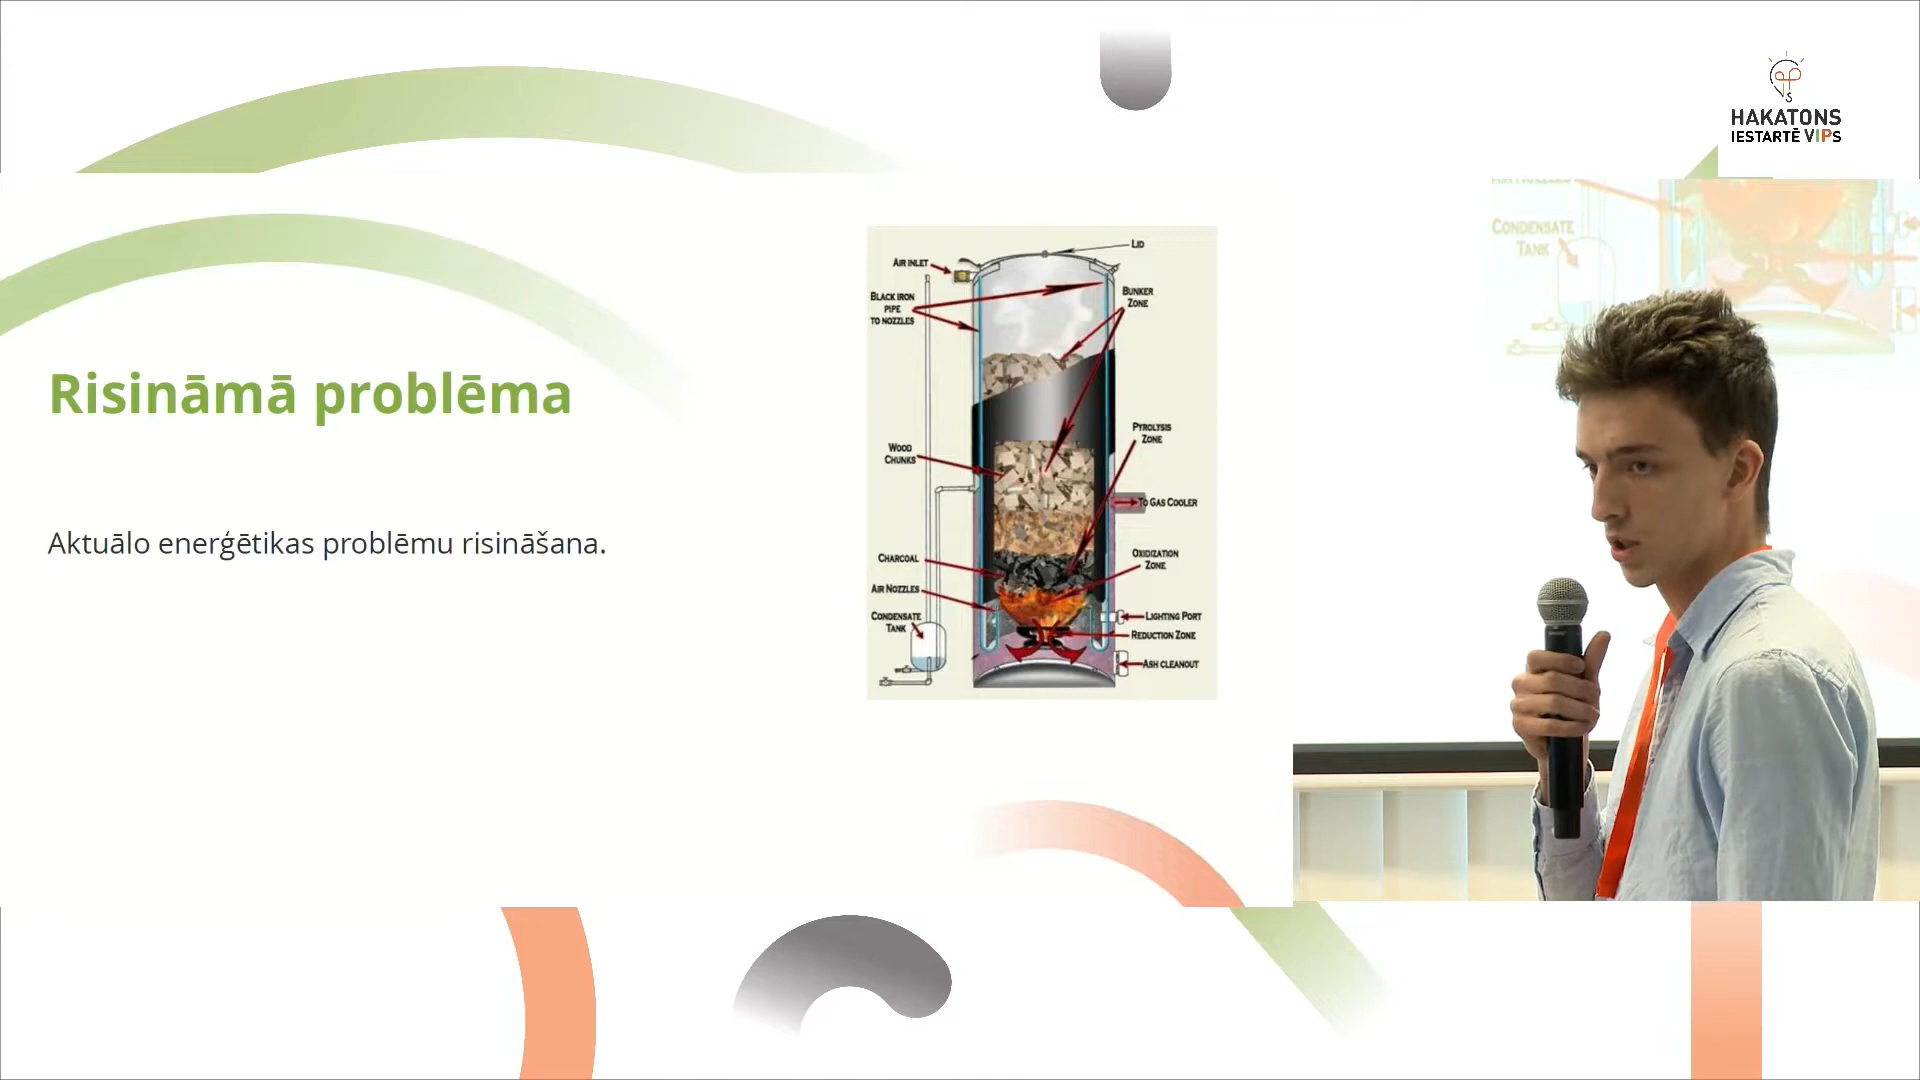 HAKATONS
IESTARTĒ VIPS
Risināmā problēma
Aktuālo enerģētikas problēmu risināšana.
LID
AIR INLET
BLACK IRON
PIPE
TO NOZZLES
BUNKER
ZONE
PYROLYSIS
ZONE
WOOD
CHUNKS
TO GAS COOLER
OXIDIZATION
ZONE
CHARCOAL
AIR NOZZLES
CONDENSATE
TANK
LIGHTING PORT
REDUCTION ZONE
ASH CLEANOUT
CONDENSATE
TANK